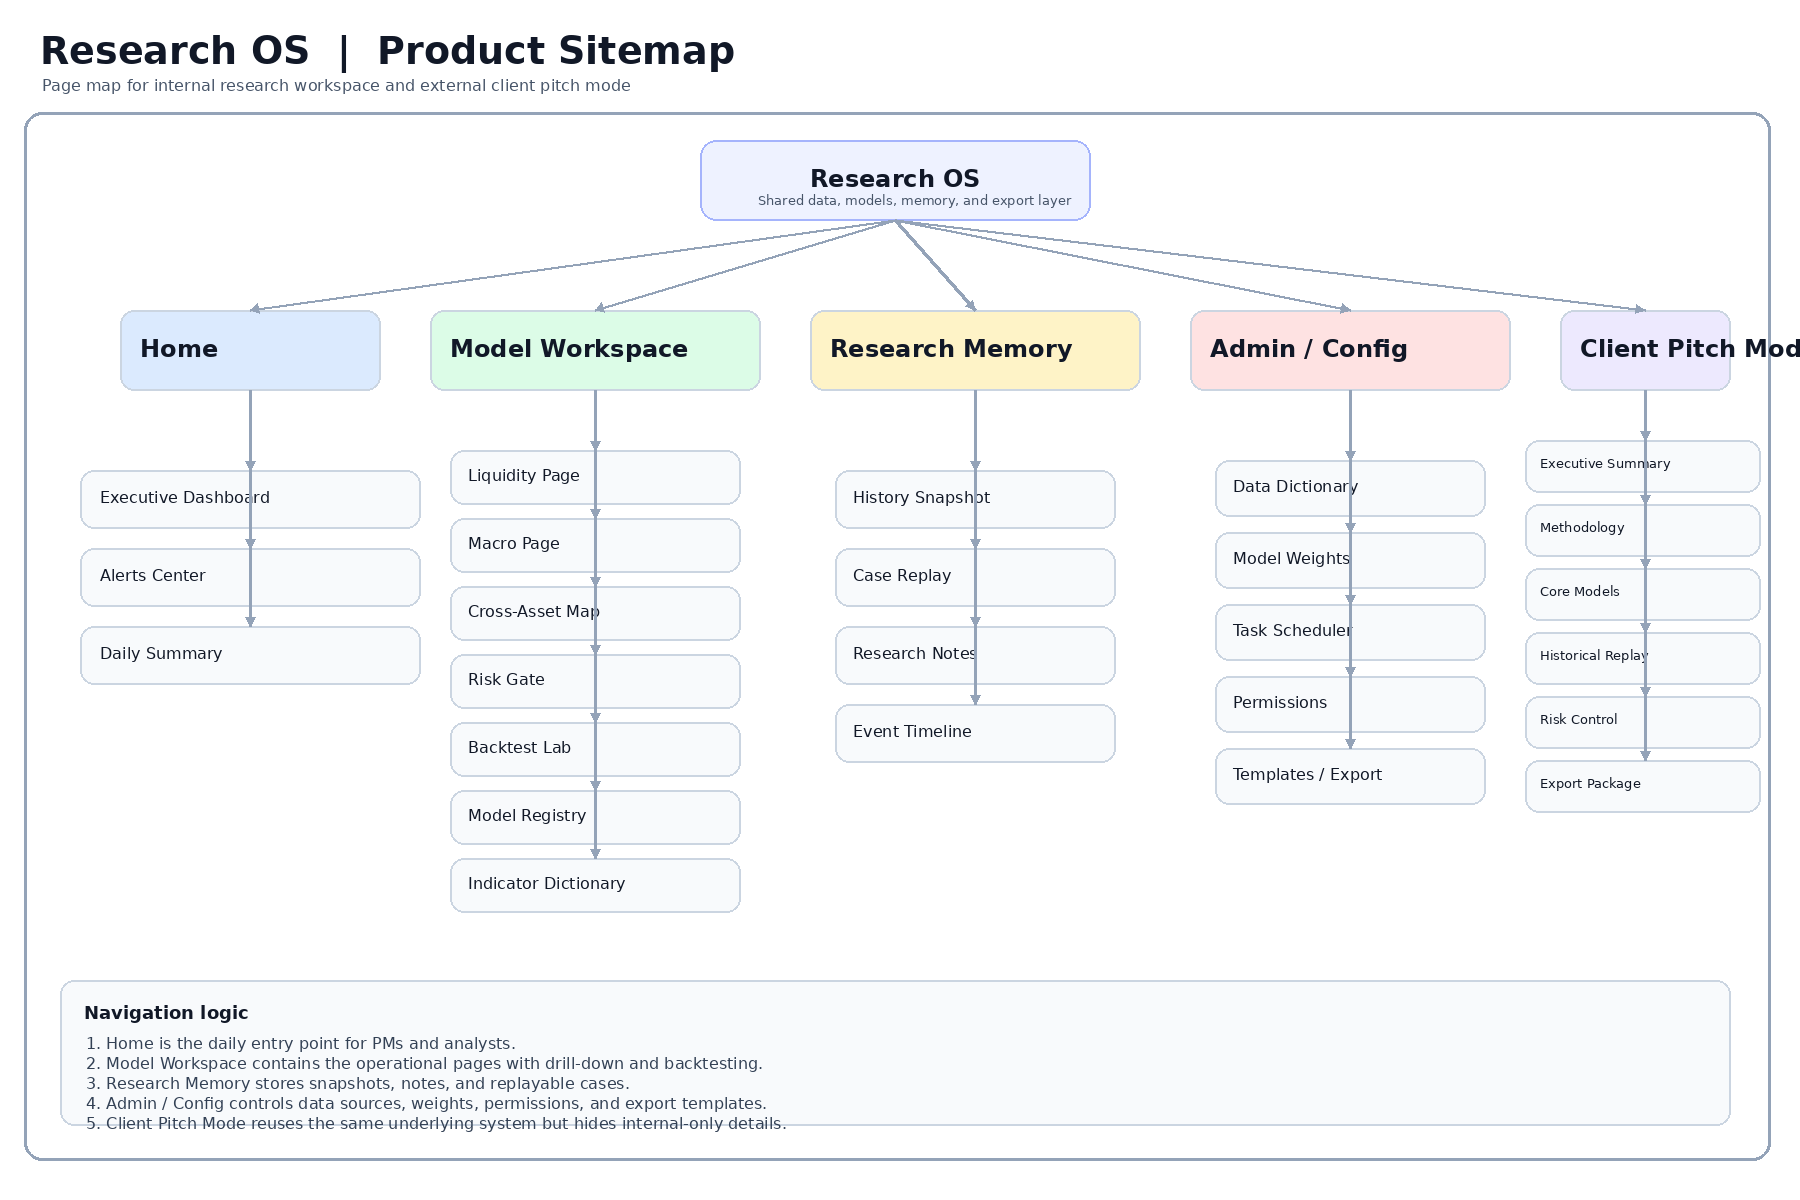 Research OS | Product Sitemap
Page map for internal research workspace and external client pitch mode
Research OS
Shared data, models, memory, and export layer
Home
Model Workspace
Research Memory
Admin / Config
Client Pitch Mod
Executive Dashboard
Alerts Center
Daily Summary
Liquidity Page
Macro Page
Cross-Asset Map
Risk Gate
Backtest Lab
Model Registry
Indicator Dictionary
History Snapshot
Case Replay
Research Notes
Event Timeline
Data Dictionary
Model Weights
Task Scheduler
Permissions
Templates / Export
Executive Summary
Methodology
Core Models
Historical Replay
Risk Control
Export Package
Navigation logic
1. Home is the daily entry point for PMs and analysts.
2. Model Workspace contains the operational pages with drill-down and backtesting.
3. Research Memory stores snapshots, notes, and replayable cases.
4. Admin / Config controls data sources, weights, permissions, and export templates.
5. Client Pitch Mode reuses the same underlying system but hides internal-only details.